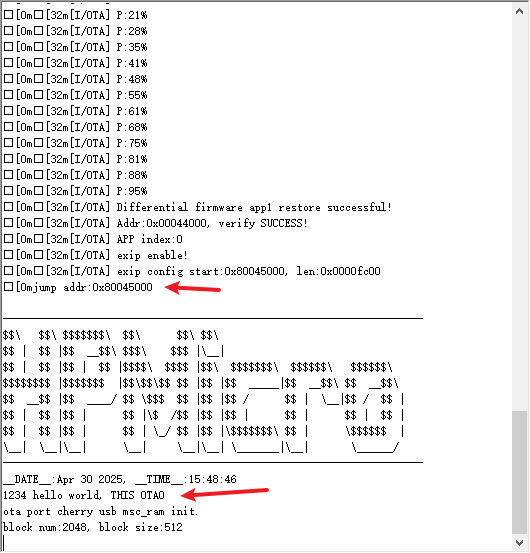 □[0m□[32m[I/OTA] P:21%
□[0m□[32m[I/OTA] P:28%
□[0m□[32m[I/OTA] P:35%
□[0m□[32m[I/OTA] P:41%
□[0m□[32m[I/OTA] P:48%
□[0m□[32m[I/OTA] P:55%
□[0m□[32m[I/OTA] P:61%
□[0m□[32m[I/OTA] P:68%
□[0m□[32m[I/OTA] P:75%
□[0m□[32m[I/OTA] P:81%
□[0m□[32m[I/OTA] P:88%
□[0m□[32m[I/OTA] P:95%
□[0m□[32m[I/OTA] Differential firmware app1 restore successful!
□[0m□[32m[I/OTA] Addr:0x00044000, verify SUCCESS!
□[0m□[32m[I/OTA] APP index:0
□[0m□[32m[I/OTA] exip enable!
□[0m□[32m[I/OTA] exip config start:0x80045000, len:0x0000fc00
□[0mjump addr:0x80045000
----------------------------------------------------------------------
$$\   $$\ $$$$$$$\  $$\      $$\ $$\
$$ |  $$ |$$  __$$\ $$$\    $$$ |\__|
$$ |  $$ |$$ |  $$ |$$$$\  $$$$ |$$\  $$$$$$$\  $$$$$$\   $$$$$$\
$$$$$$$$ |$$$$$$$  |$$\$$\$$ $$ |$$ |$$  _____|$$  __$$\ $$  __$$\
$$  __$$ |$$  ____/ $$ \$$$  $$ |$$ |$$ /      $$ |  \__|$$ /  $$ |
$$ |  $$ |$$ |      $$ |\$  /$$ |$$ |$$ |      $$ |      $$ |  $$ |
$$ |  $$ |$$ |      $$ | \_/ $$ |$$ |\$$$$$$$\ $$ |      \$$$$$$  |
\__|  \__|\__|      \__|     \__|\__| \_______|\__|       \______/
----------------------------------------------------------------------
__DATE__:Apr 30 2025, __TIME__:15:48:46
1234 hello world, THIS OTA0
ota port cherry usb msc_ram init.
block num:2048, block size:512